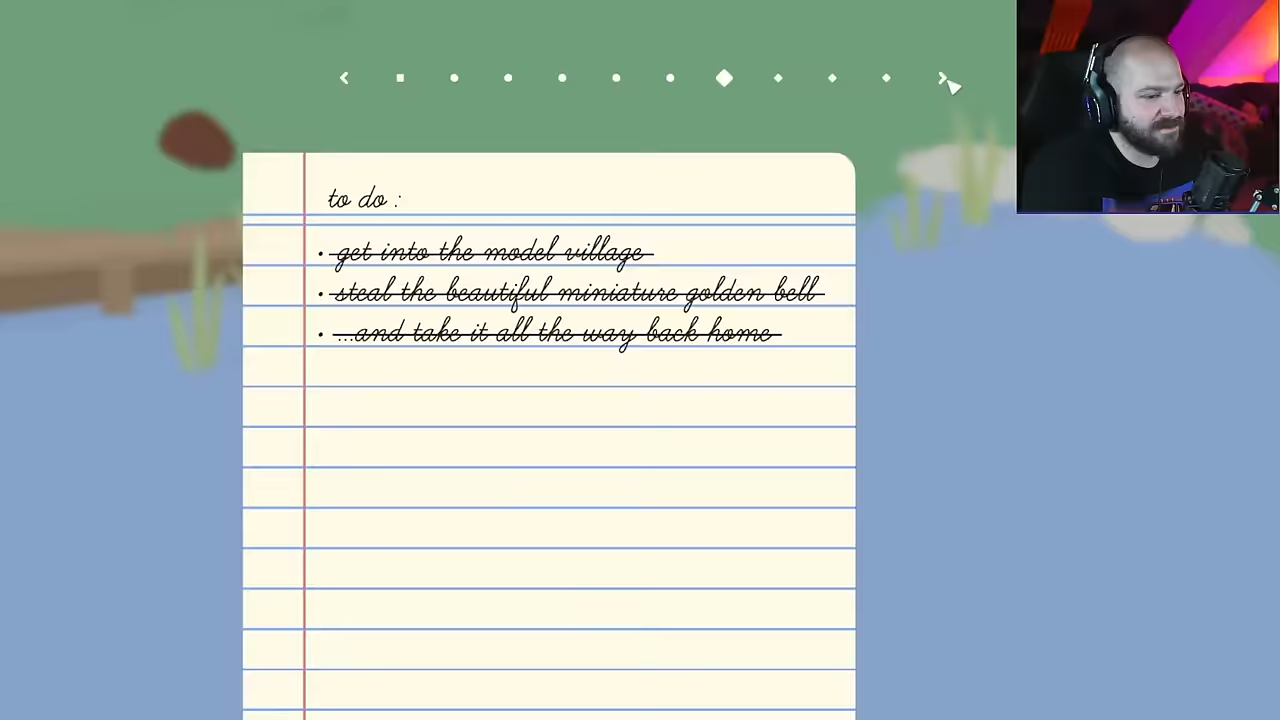 to do :
• get into the model village
• steal the beautiful miniature golden bell
• ...and take it all the way back home